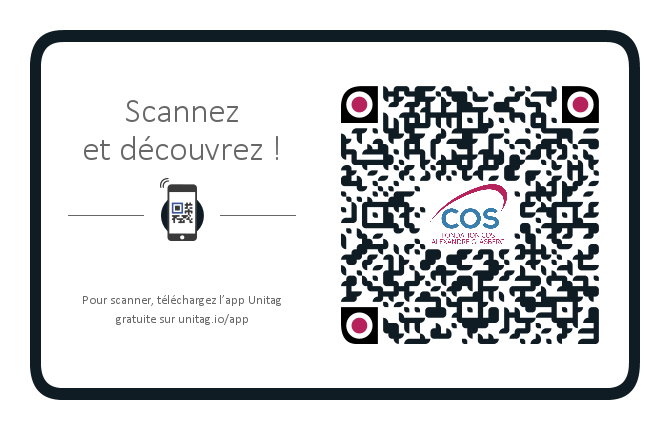 Scannez
et découvrez !
Pour scanner, téléchargez l'app Unitag
gratuite sur unitag.io/app
COS
FONDATION COS
ALEXANDRE GLASBERG